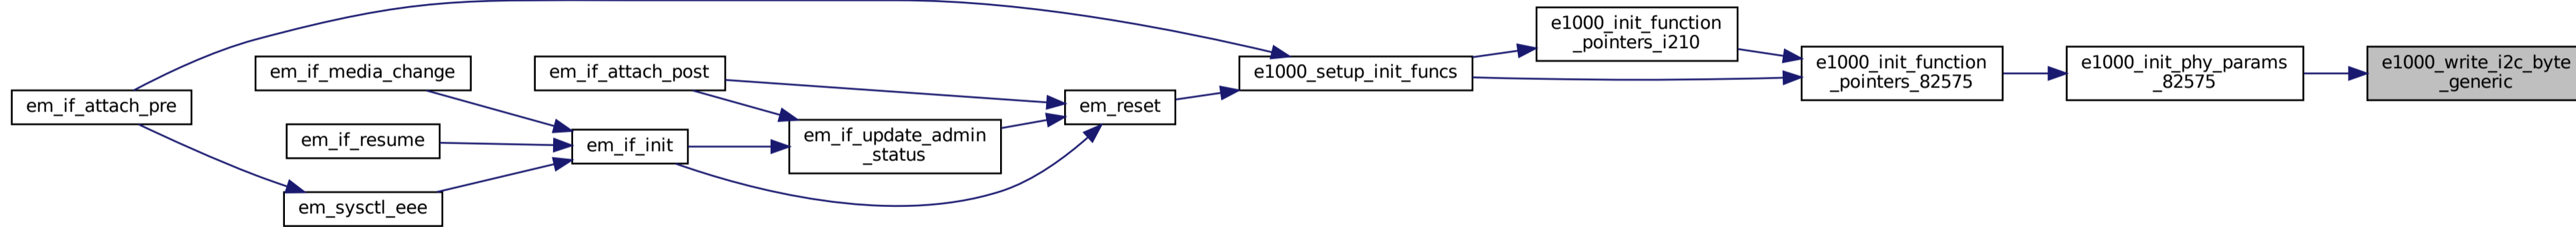 em_if_attach_pre
em_if_media_change
em_if_resume
em_sysctl_eee
em_if_attach_post
em_if_init
em_if_update_admin
_status
em_reset
e1000_setup_init_funcs
e1000_init_function
_pointers_i210
e1000_init_function
_pointers_82575
e1000_init_phy_params
_82575
e1000_write_i2c_byte
_generic